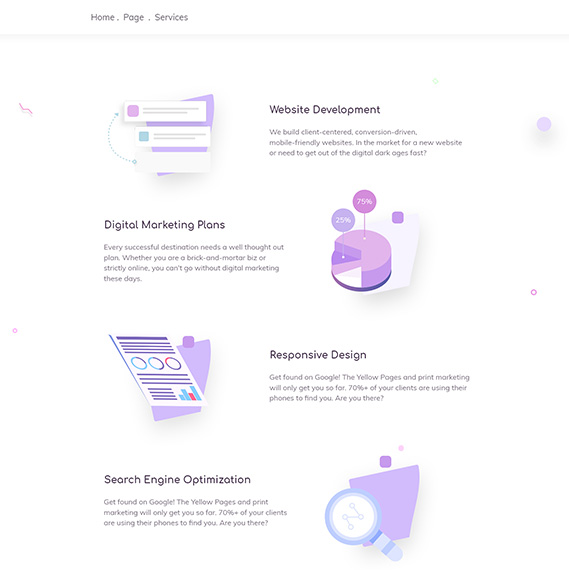 Home . Page . Services
Website Development
We build client-centered, conversion-driven,
mobile-friendly websites. In the market for a new website
or need to get out of the digital dark ages fast?
75%
25%
Digital Marketing Plans
Every successful destination needs a well thought out
plan. Whether you are a brick-and-mortar biz or
strictly online, you can't go without digital marketing
these days.
Responsive Design
Get found on Google! The Yellow Pages and print marketing
will only get you so far. 70%+ of your clients are using their
phones to find you. Are you there?
Search Engine Optimization
Get found on Google! The Yellow Pages and print
marketing will only get you so far. 70%+ of your clients
are using their phones to find you. Are you there?